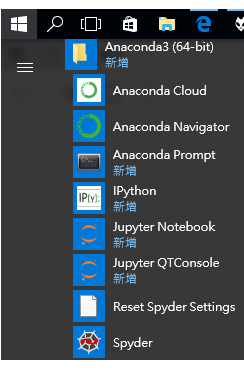 Anaconda3 (64-bit)
新增
Anaconda Cloud
Anaconda Navigator
Anaconda Prompt
新增
IP[y]:
IPython
新增
Jupyter Notebook
新增
Jupyter QTConsole
新增
Reset Spyder Settings
Spyder